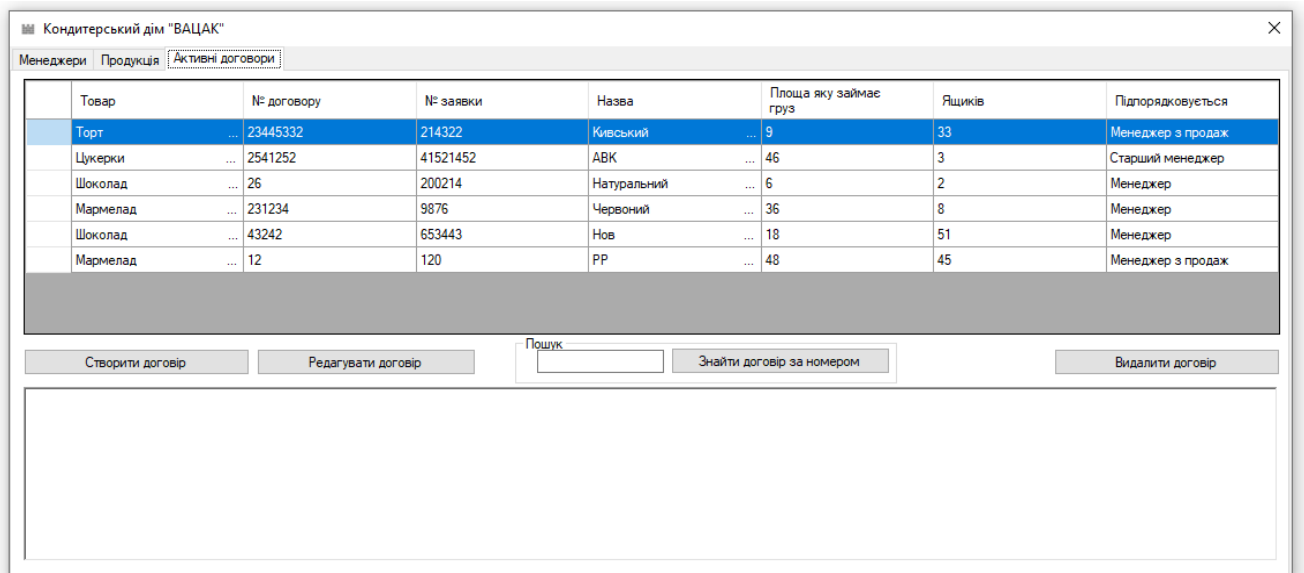 Кондитерський дім "ВАЦАК"
Менеджери Продукція Активні договори
Товар № договору № заявки Назва Площа яку займає груз Ящиків Підпорядковується
Торт ... 23445332 214322 Кивський ... 9 33 Менеджер з продаж
Цукерки ... 2541252 41521452 АВК ... 46 3 Старший менеджер
Шоколад ... 26 200214 Натуральний ... 6 2 Менеджер
Мармелад ... 231234 9876 Червоний ... 36 8 Менеджер
Шоколад ... 43242 653443 Нов ... 18 51 Менеджер
Мармелад ... 12 120 РР ... 48 45 Менеджер з продаж
Пошук
Створити договір Редагувати договір Знайти договір за номером Видалити договір